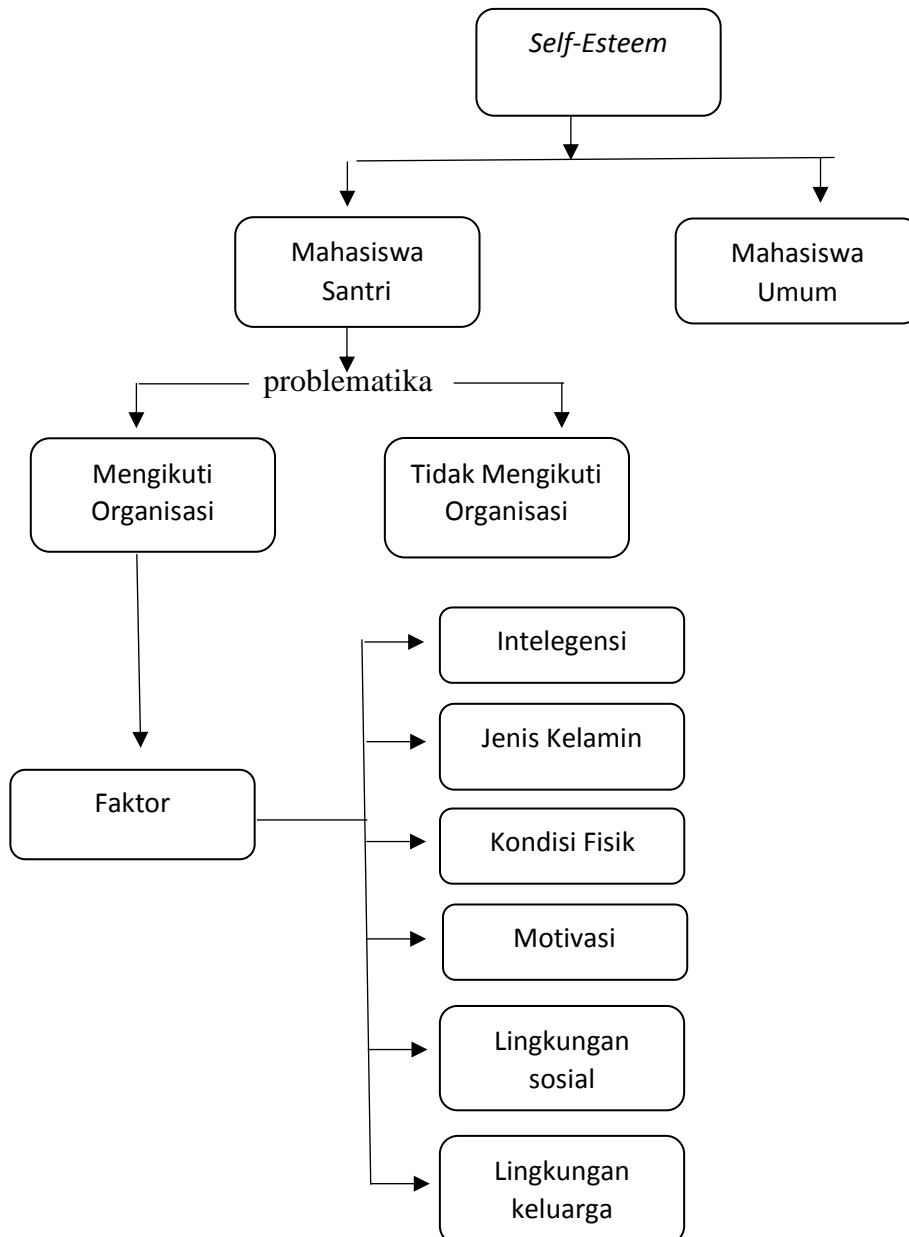 Self-Esteem
Mahasiswa
Santri
Mahasiswa
Umum
problematika
Mengikuti
Organisasi
Tidak Mengikuti
Organisasi
Faktor
Intelegensi
Jenis Kelamin
Kondisi Fisik
Motivasi
Lingkungan
sosial
Lingkungan
keluarga